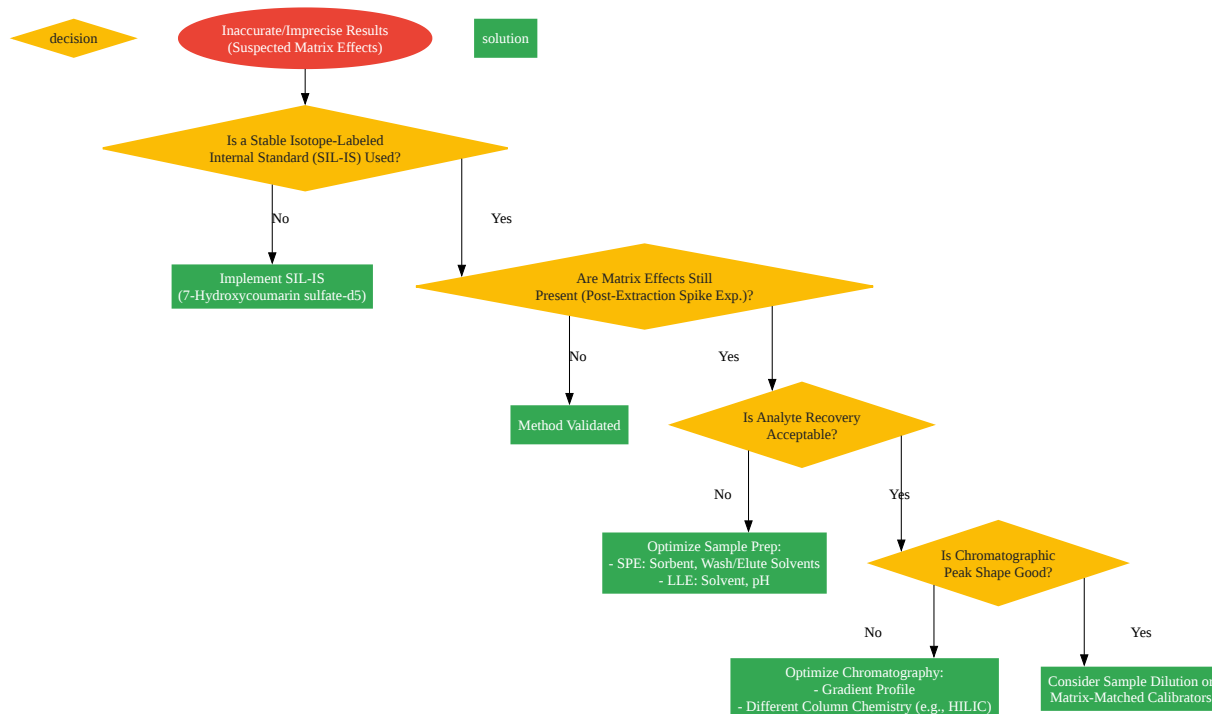 decision
Inaccurate/Imprecise Results
(Suspected Matrix Effects)
solution
Is a Stable Isotope-Labeled
Internal Standard (SIL-IS) Used?
No
Yes
Implement SIL-IS
(7-Hydroxycoumarin sulfate-d5)
Are Matrix Effects Still
Present (Post-Extraction Spike Exp.)?
No
Yes
Method Validated
Is Analyte Recovery
Acceptable?
No
Yes
Optimize Sample Prep:
- SPE: Sorbent, Wash/Elute Solvents
- LLE: Solvent, pH
Is Chromatographic
Peak Shape Good?
No
Yes
Optimize Chromatography:
- Gradient Profile
- Different Column Chemistry (e.g., HILIC)
Consider Sample Dilution or
Matrix-Matched Calibrators